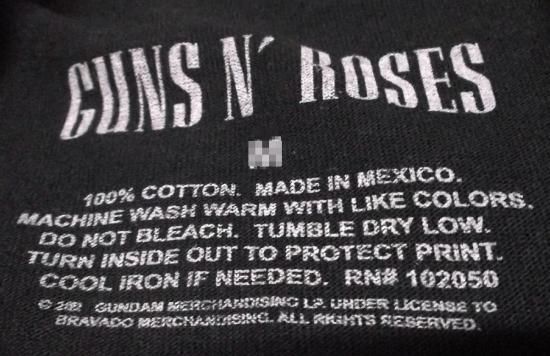 GUNS N' ROSES
100% COTTON. MADE IN MEXICO.
MACHINE WASH WARM WITH LIKE COLORS.
DO NOT BLEACH. TUMBLE DRY LOW.
TURN INSIDE OUT TO PROTECT PRINT.
COOL IRON IF NEEDED. RN# 102050
© GUNDAM MERCHANDISING L.P. UNDER LICENSE TO
BRAVADO MERCHANDISING. ALL RIGHTS RESERVED.